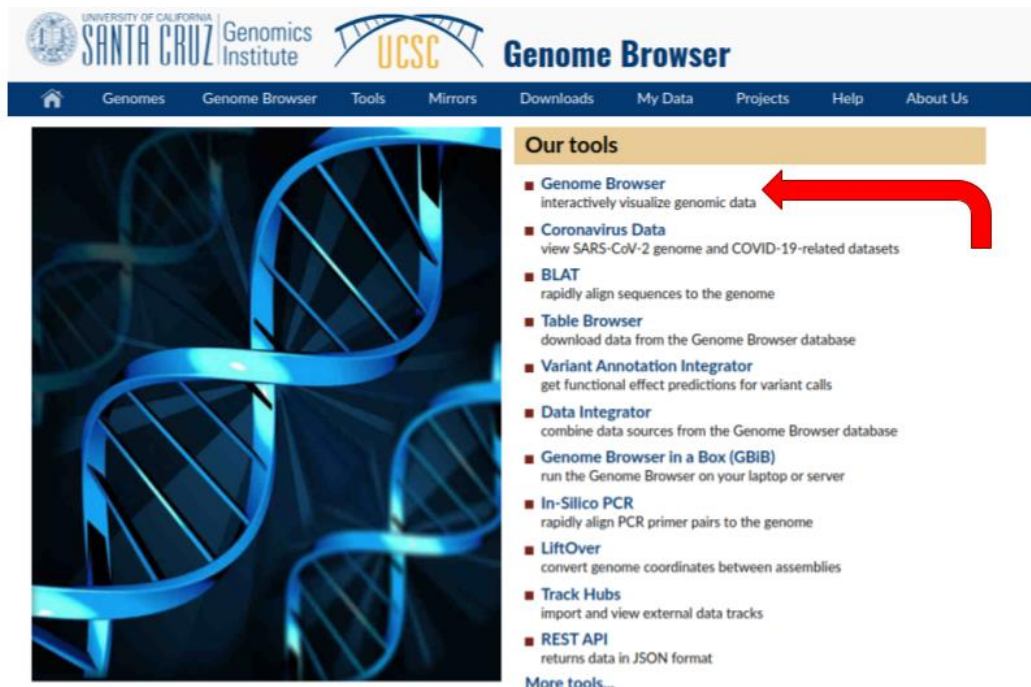 UNIVERSITY OF CALIFORNIA
SANTA CRUZ
Genomics
Institute
UCSC
Genome Browser
Genomes Genome Browser Tools Mirrors Downloads My Data Projects Help About Us
Our tools
Genome Browser
interactively visualize genomic data
Coronavirus Data
view SARS-CoV-2 genome and COVID-19-related datasets
BLAT
rapidly align sequences to the genome
Table Browser
download data from the Genome Browser database
Variant Annotation Integrator
get functional effect predictions for variant calls
Data Integrator
combine data sources from the Genome Browser database
Genome Browser in a Box (GBiB)
run the Genome Browser on your laptop or server
In-Silico PCR
rapidly align PCR primer pairs to the genome
LiftOver
convert genome coordinates between assemblies
Track Hubs
import and view external data tracks
REST API
returns data in JSON format
More tools...